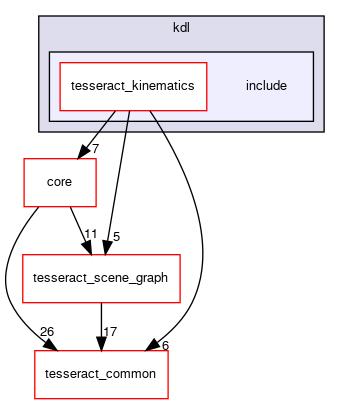 kdl
tesseract_kinematics
include
7
core
11
5
tesseract_scene_graph
26
17
6
tesseract_common